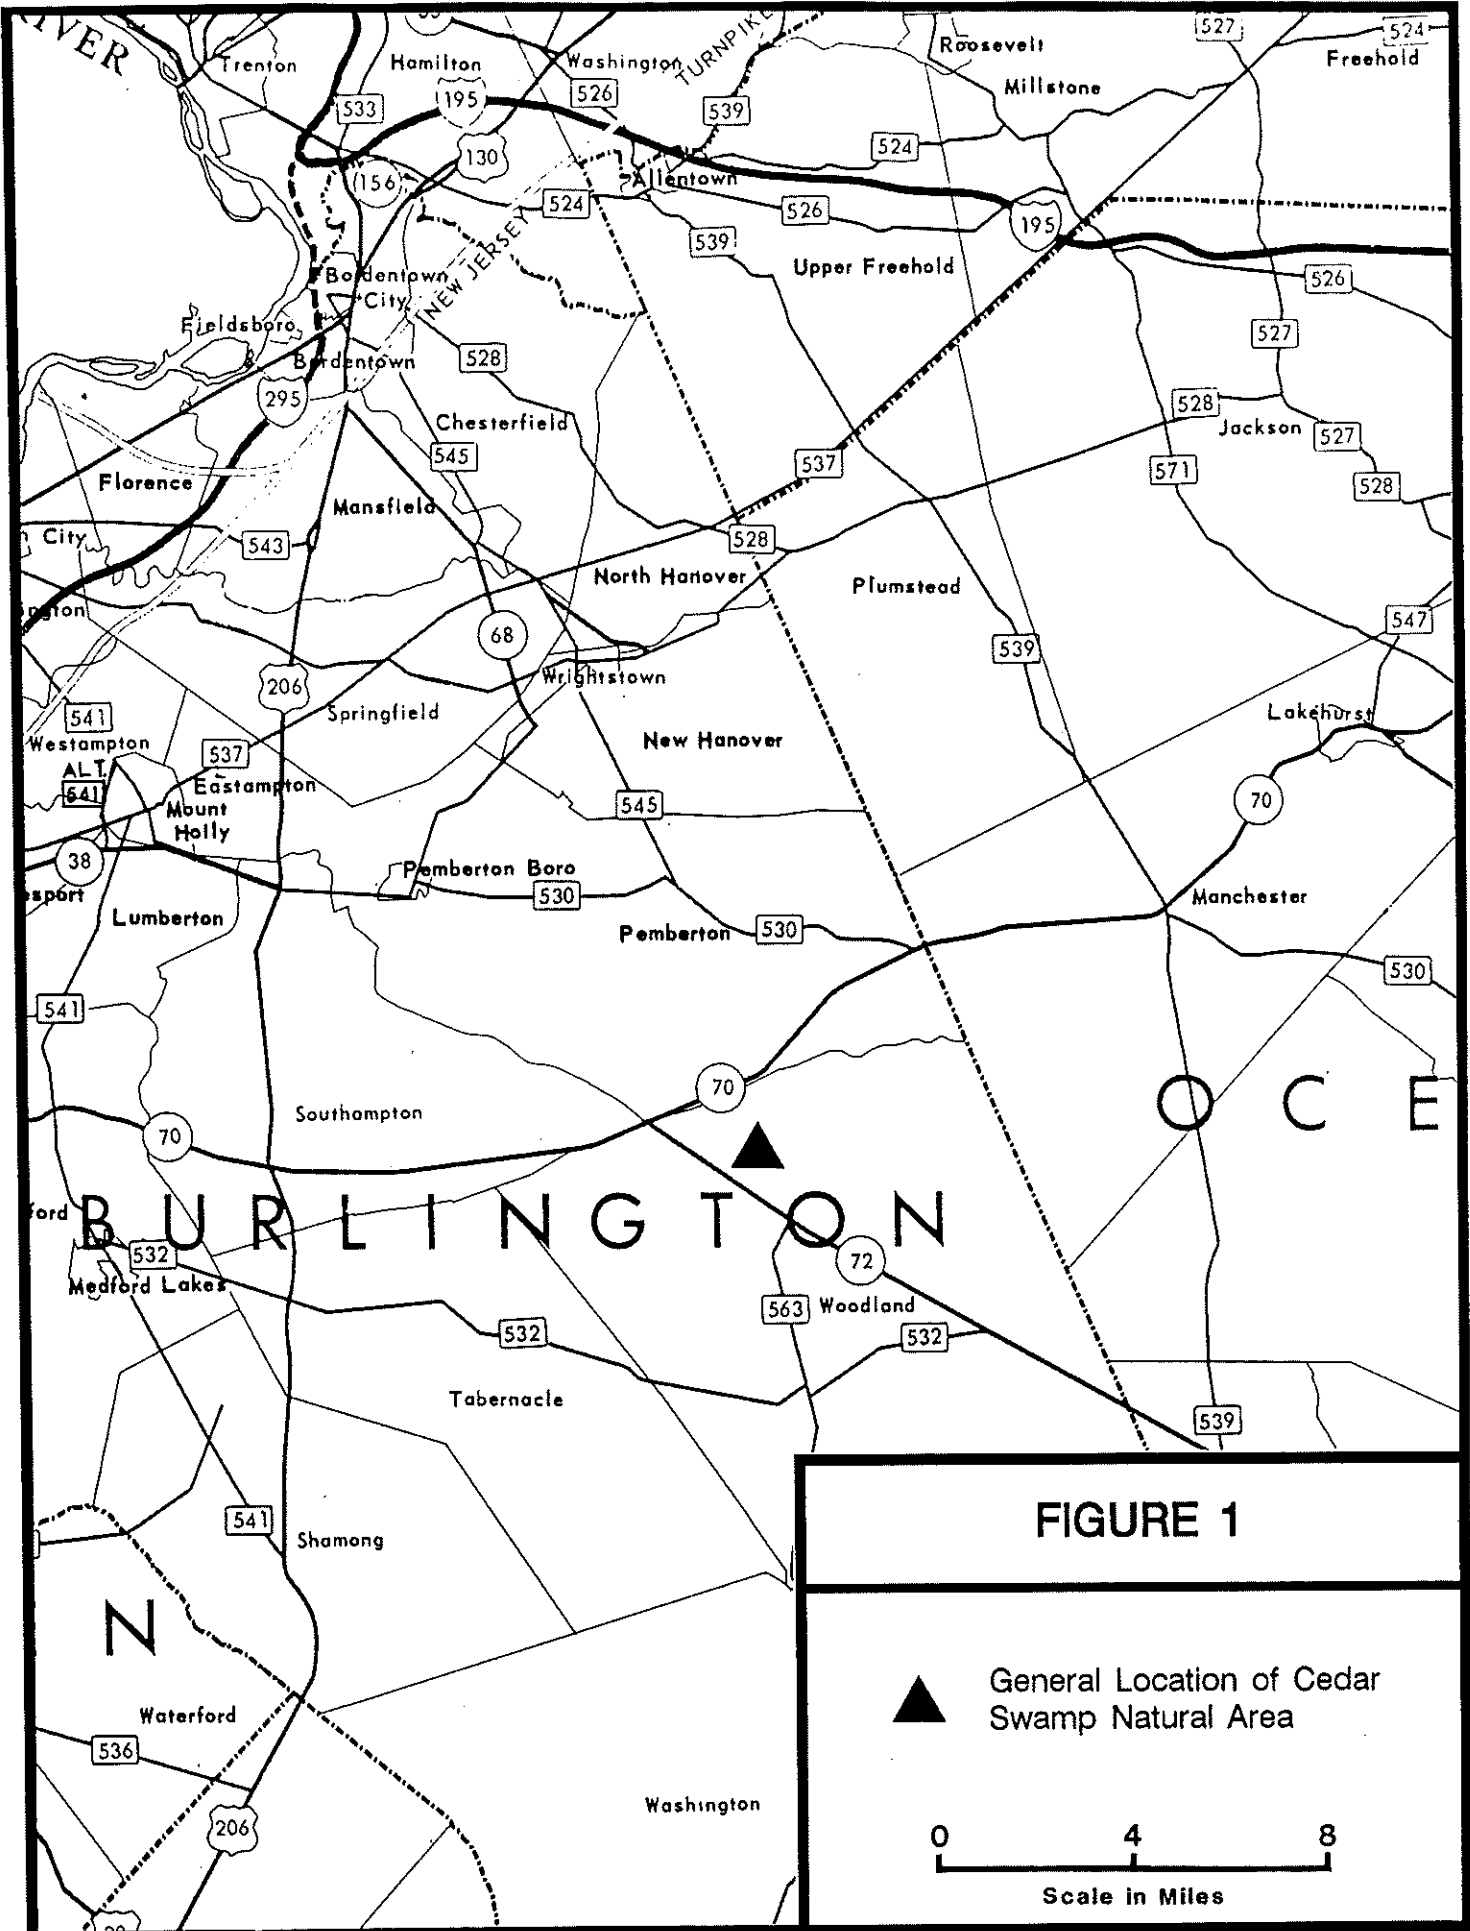 IVER
Trenton
Hamilton
Washington
TURNPIKE
Roosevelt
527
524
Freehold
Millstone
533
195
526
539
130
524
156
Allentown
524
526
195
539
NEW JERSEY
Upper Freehold
Bordentown
City
526
Fieldsboro
527
Bordentown
528
295
Chesterfield
528
Jackson
527
545
537
571
Florence
528
Mansfield
City
543
528
North Hanover
Plumstead
ngton
547
68
539
Wrightstown
206
541
Springfield
Lakehurst
Westampton
New Hanover
537
ALT.
541
Eastampton
Mount
Holly
545
70
38
Pemberton Boro
530
esport
Manchester
Lumberton
Pemberton
530
530
541
70
O C E
Southampton
70
ford
BURLINGTON
532
72
Medford Lakes
563
Woodland
532
532
Tabernacle
539
541
Shamong
FIGURE 1
N
General Location of Cedar
Swamp Natural Area
Waterford
536
Washington
206
0 4 8
Scale in Miles